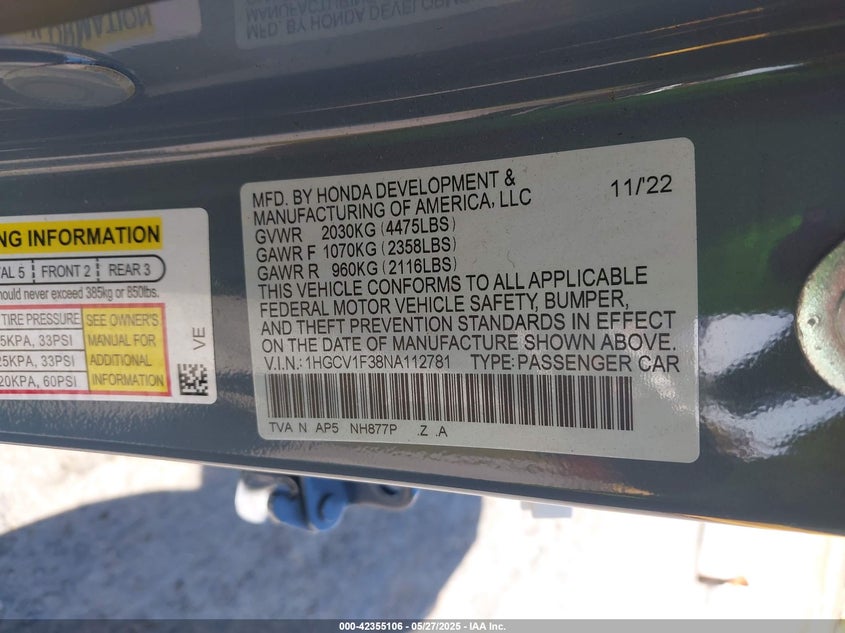 MFD. BY HONDA DEVELOPMENT &
MANUFACTURING OF AMERICA, LLC
11/'22
GVWR 2030KG (4475LBS)
GAWR F 1070KG (2358LBS)
GAWR R 960KG (2116LBS)
THIS VEHICLE CONFORMS TO ALL APPLICABLE
FEDERAL MOTOR VEHICLE SAFETY, BUMPER,
AND THEFT PREVENTION STANDARDS IN EFFECT
ON THE DATE OF MANUFACTURE SHOWN ABOVE.
V.I.N.: 1HGCV1F38NA112781 TYPE: PASSENGER CAR
TVA N AP5 NH877P .Z .A
INFORMATION
5 FRONT 2 REAR 3
should never exceed 385kg or 850lbs.
TIRE PRESSURE
33PSI
33PSI
60PSI
SEE OWNER'S
MANUAL FOR
ADDITIONAL
INFORMATION
VE
000-42355106 - 05/27/2025 - IAA Inc.